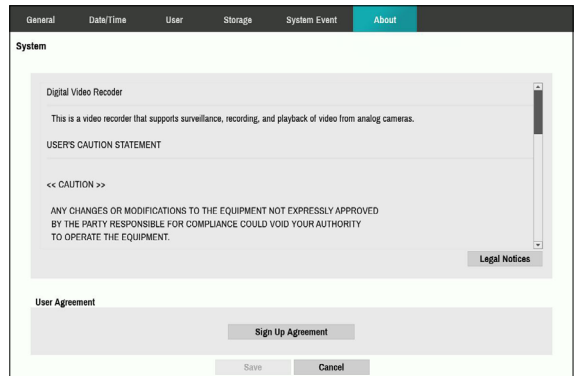 General Date/Time User Storage System Event About
System
Digital Video Recoder
This is a video recorder that supports surveillance, recording, and playback of video from analog cameras.
USER'S CAUTION STATEMENT
<< CAUTION >>
ANY CHANGES OR MODIFICATIONS TO THE EQUIPMENT NOT EXPRESSLY APPROVED
BY THE PARTY RESPONSIBLE FOR COMPLIANCE COULD VOID YOUR AUTHORITY
TO OPERATE THE EQUIPMENT.
Legal Notices
User Agreement
Sign Up Agreement
Save Cancel